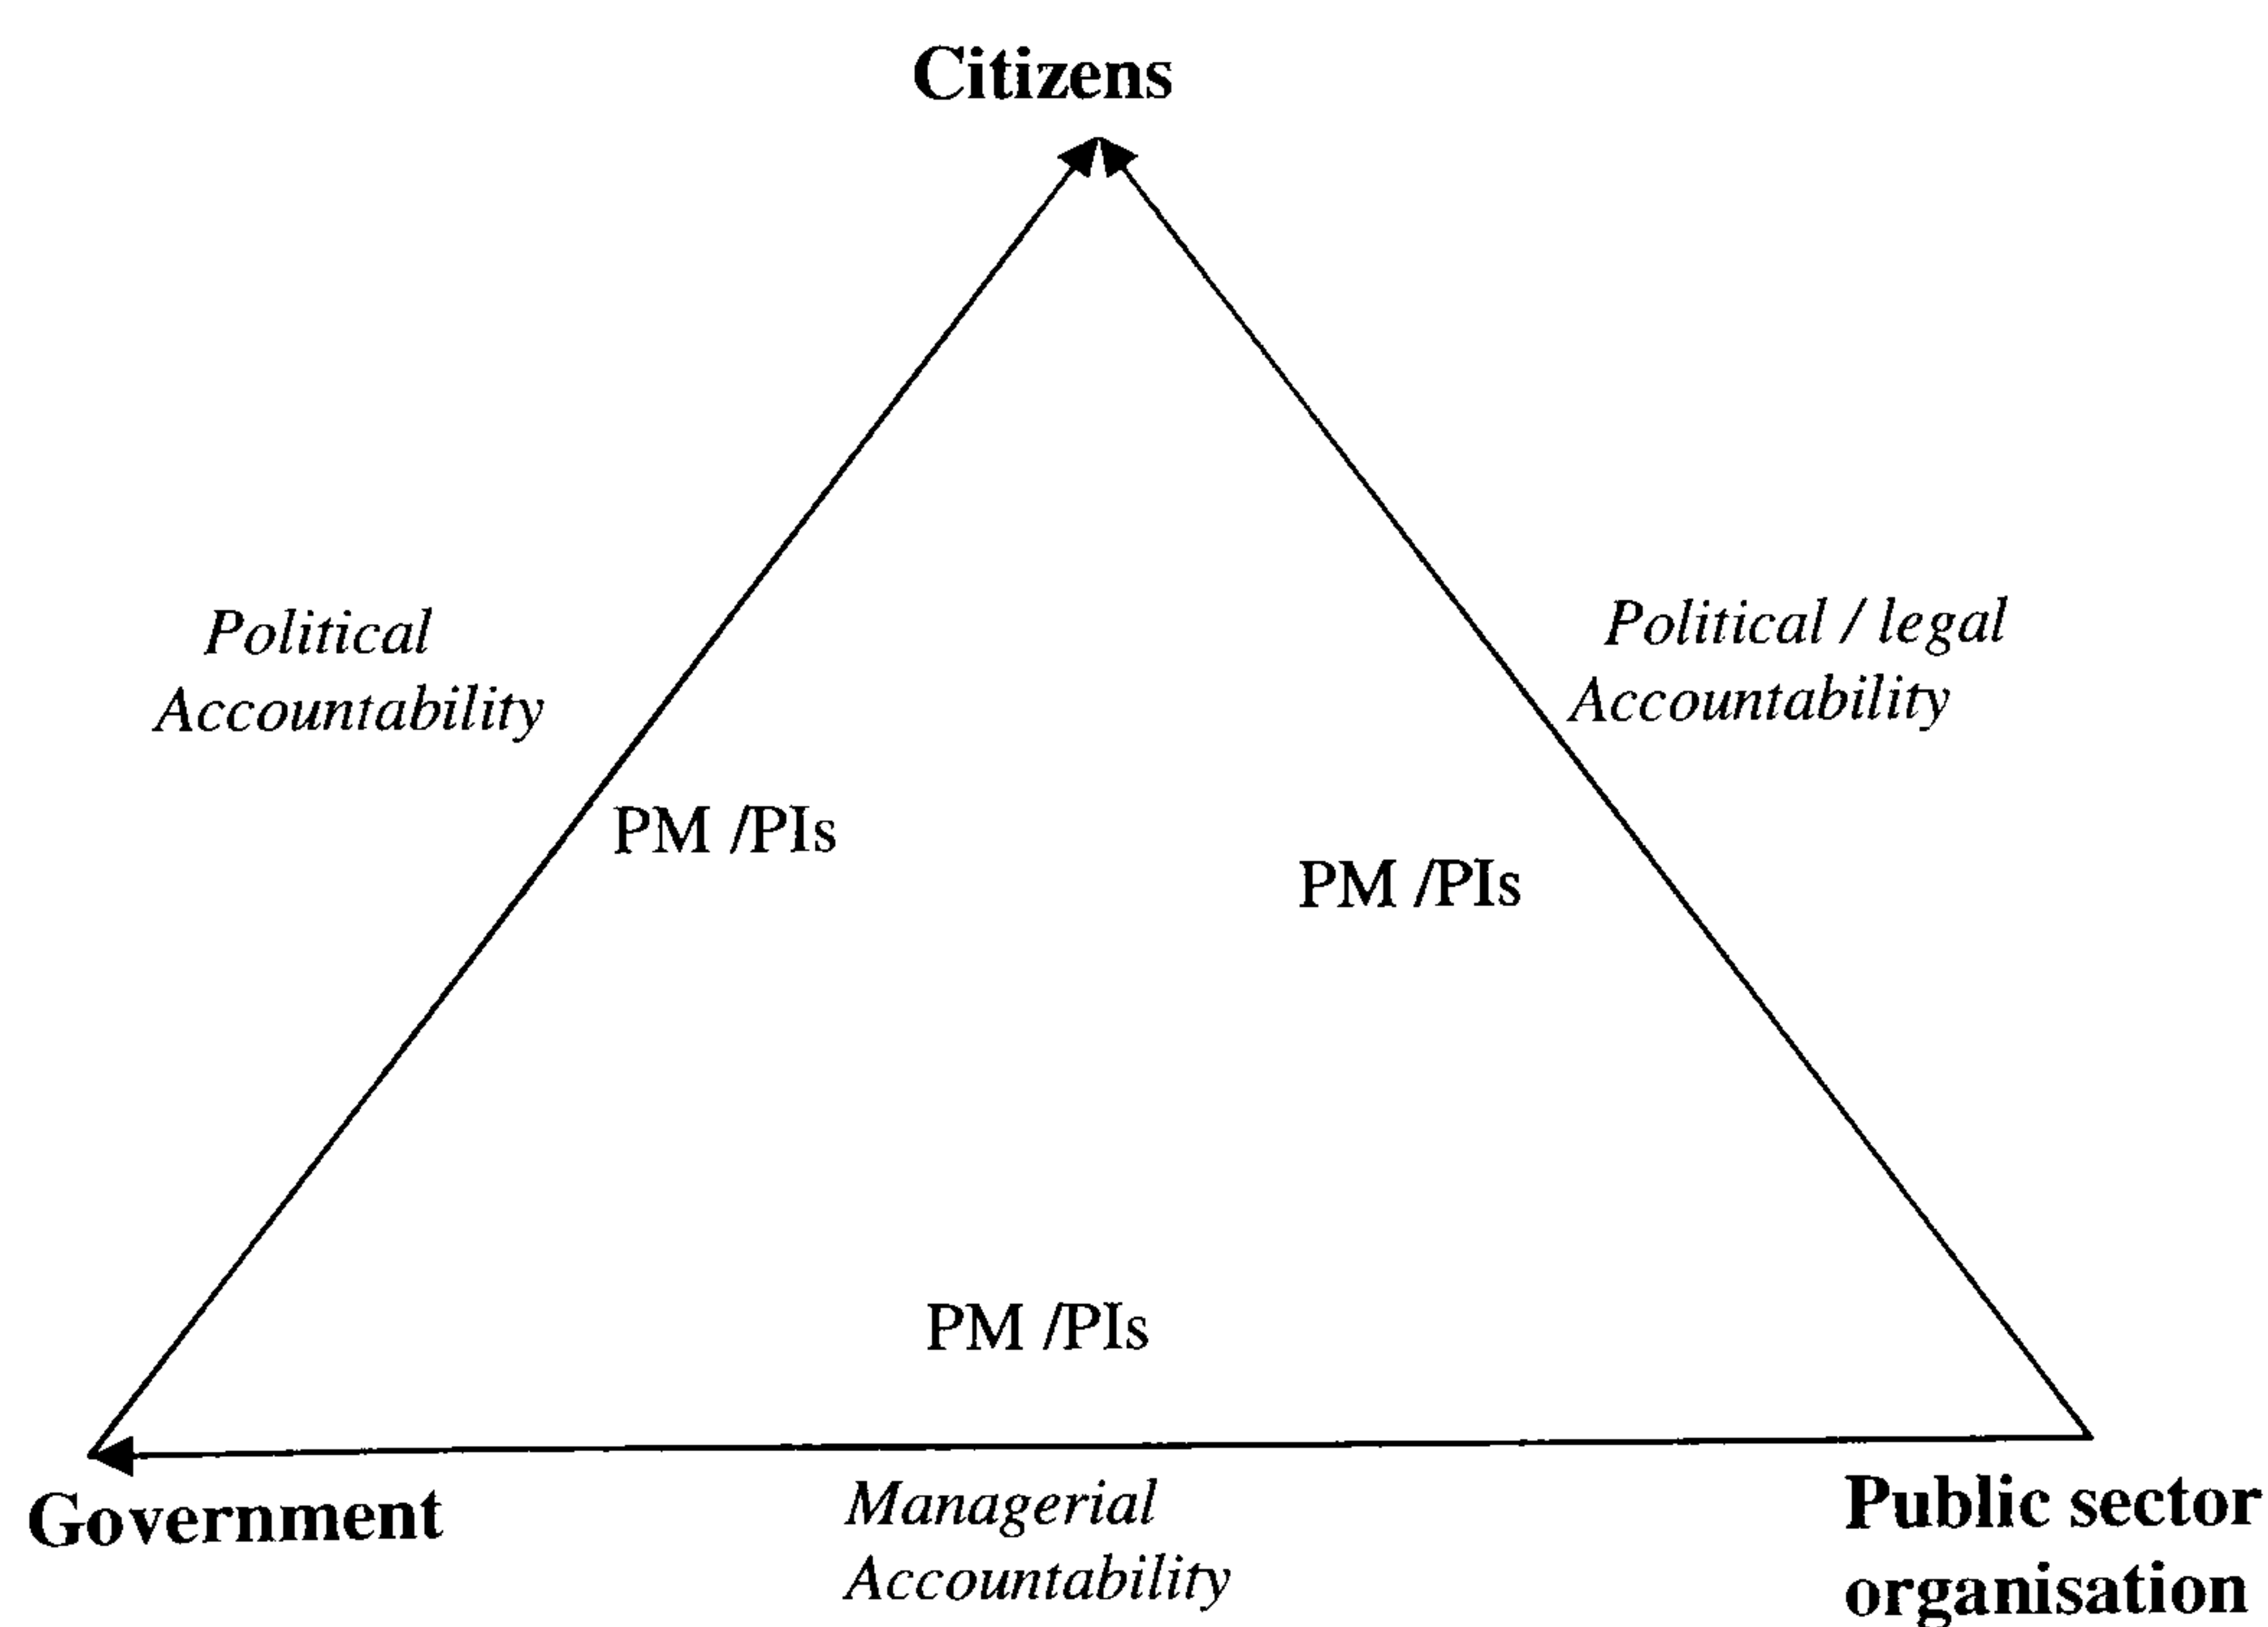 Citizens
Political
Accountability
Political / legal
Accountability
PM /PIs
PM /PIs
PM /PIs
Government
Managerial
Accountability
Public sector
organisation